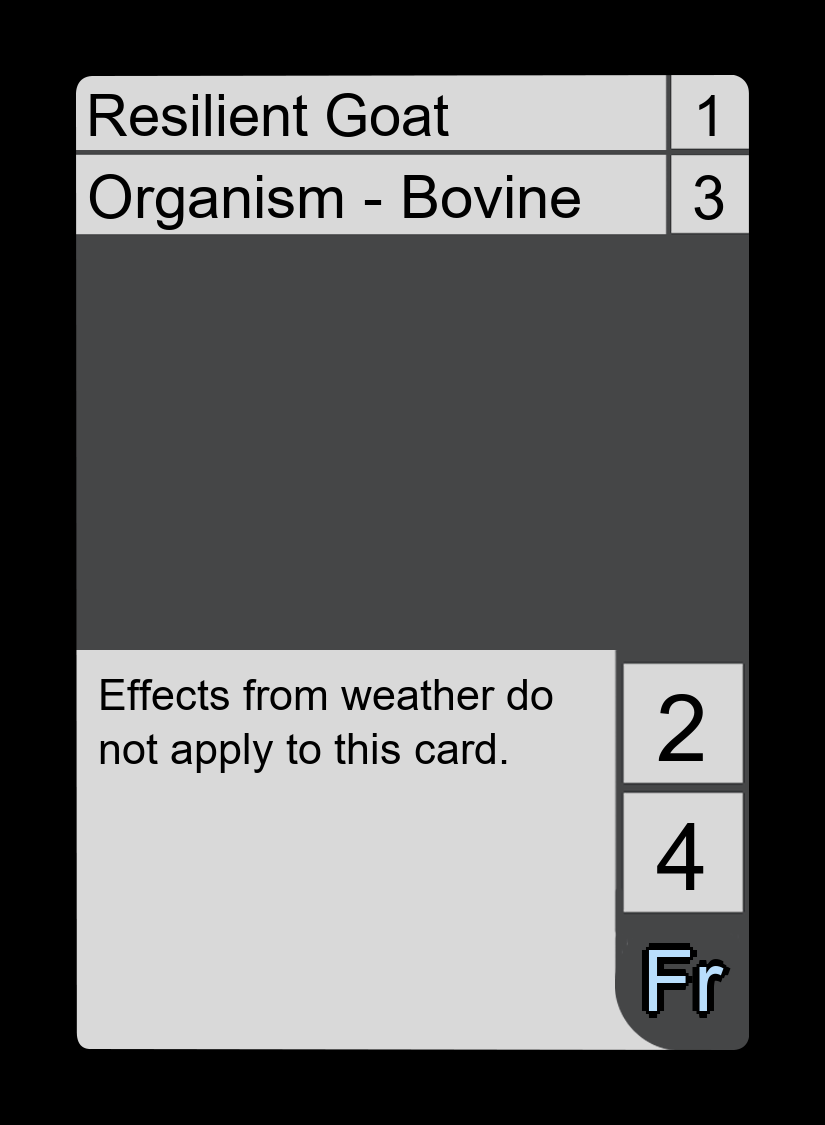 Resilient Goat 1
Organism - Bovine 3
Effects from weather do
not apply to this card.
2
4
Fr